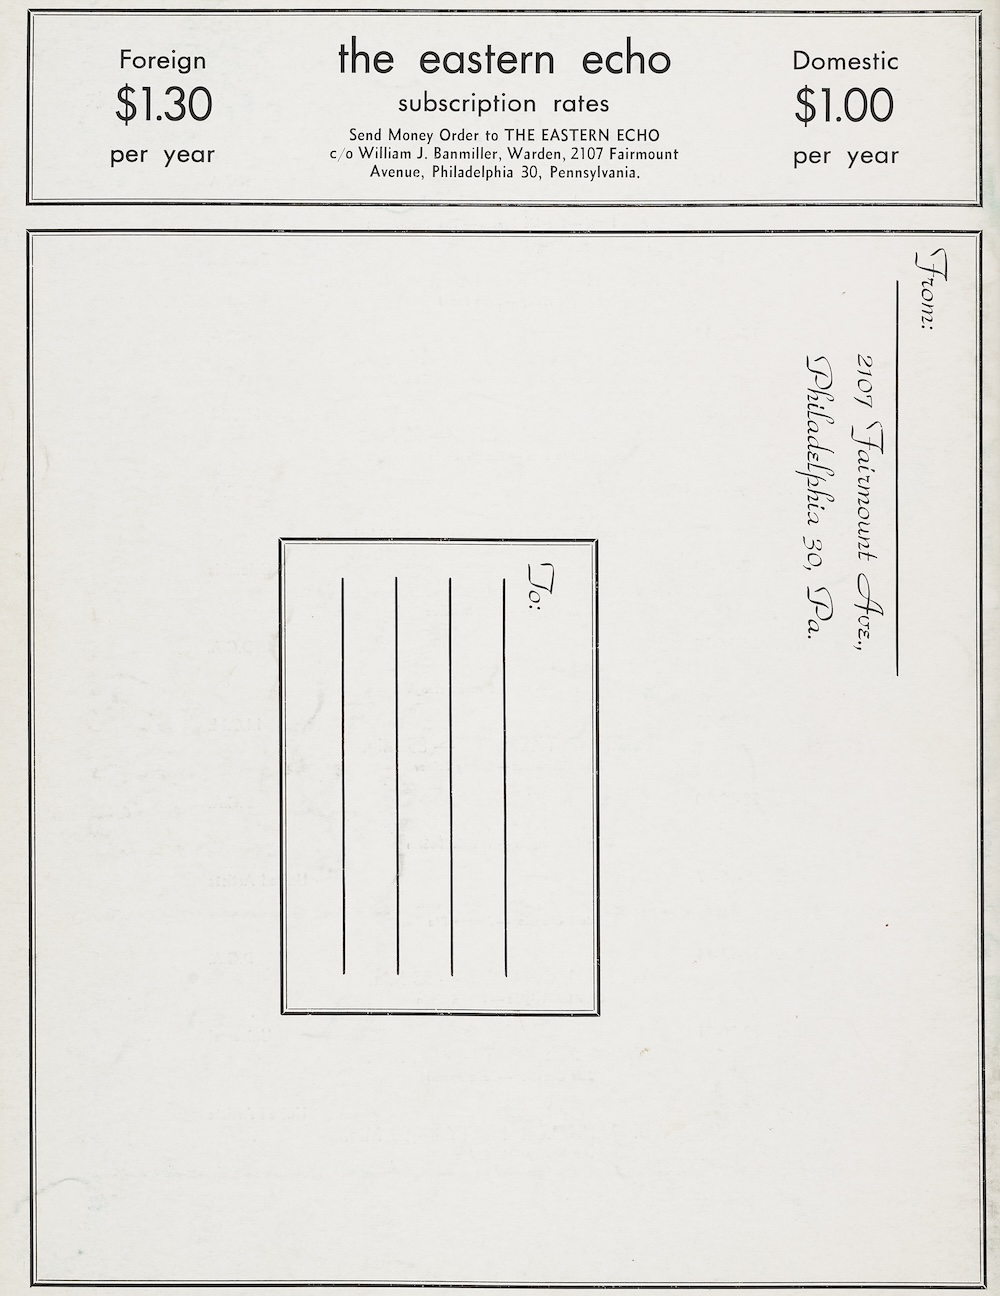 Foreign
$1.30
per year
the eastern echo
subscription rates
Send Money Order to THE EASTERN ECHO
c/o William J. Banmiller, Warden, 2107 Fairmount
Avenue, Philadelphia 30, Pennsylvania.
Domestic
$1.00
per year
From:
2107 Fairmount Ave.,
Philadelphia 30, Pa.
To: